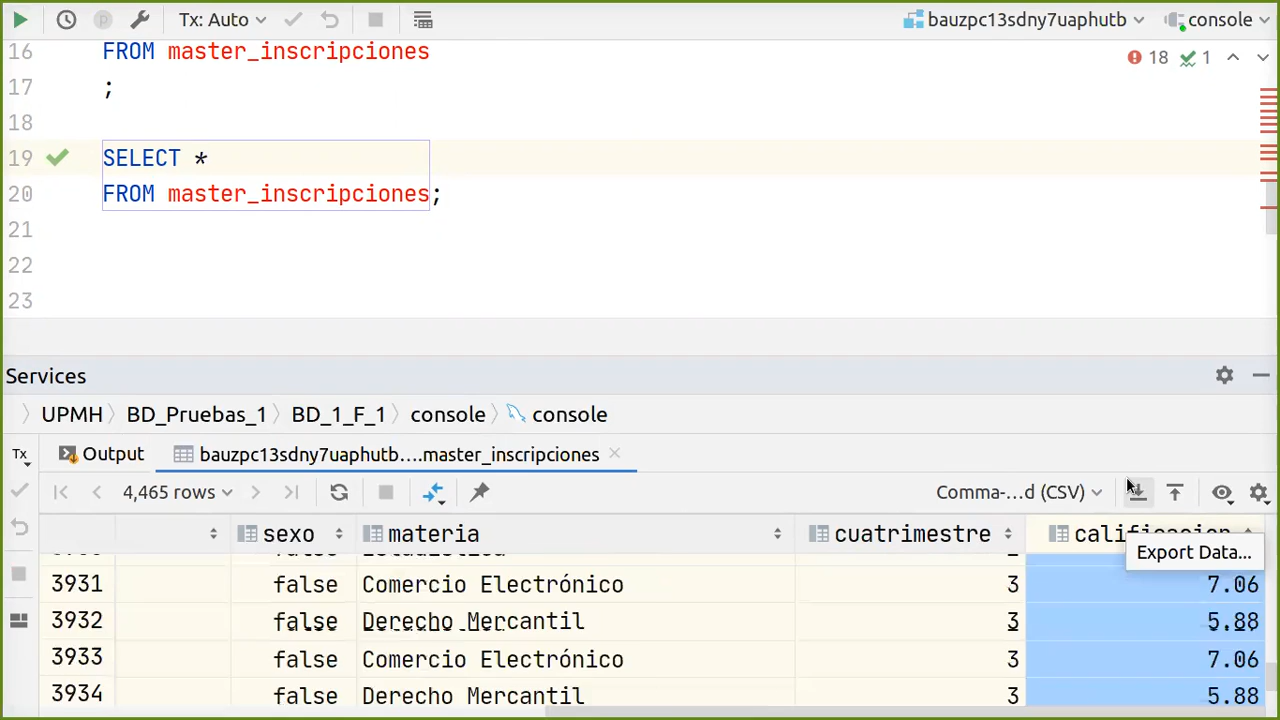 Tx: Auto bauzpc13sdny7uaphutb console
16 FROM master_inscripciones
18 1
17 ;
18
19 SELECT *
20 FROM master_inscripciones;
21
22
23
Services
UPMH BD_Pruebas_1 BD_1_F_1 console console
Tx Output bauzpc13sdny7uaphutb....master_inscripciones
4,465 rows Comma-...d (CSV)
sexo materia cuatrimestre
Export Data...
3931 false Comercio Electrónico 3 7.06
3932 false Derecho Mercantil 3 5.88
3933 false Comercio Electrónico 3 7.06
3934 false Derecho Mercantil 3 5.88